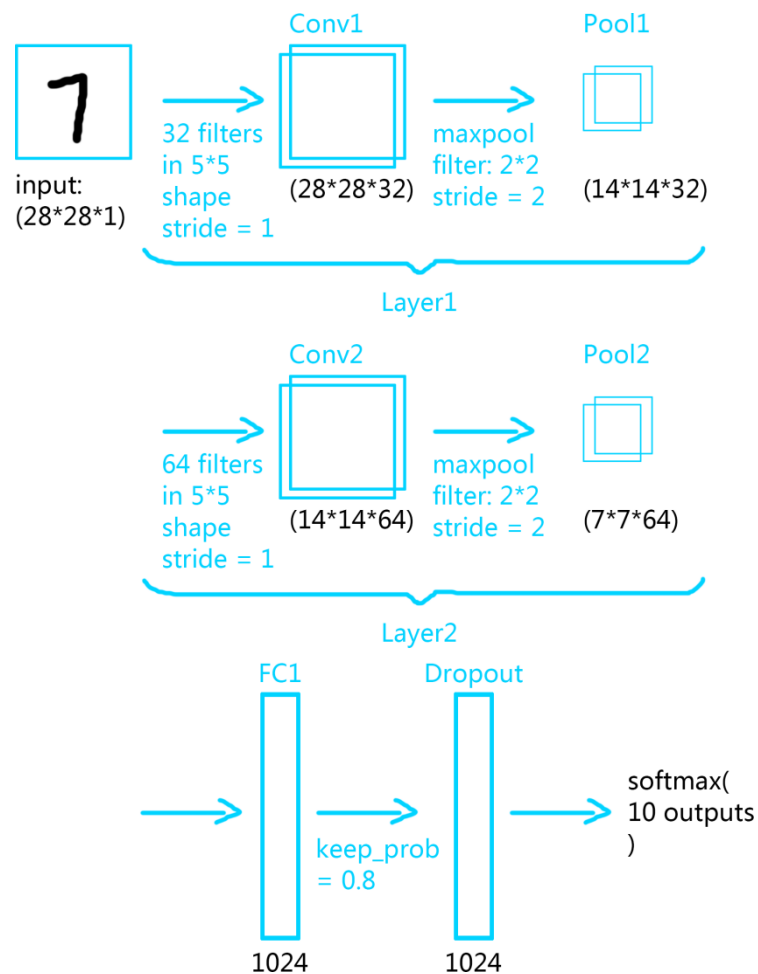 Conv1
Pool1
7
input:
(28*28*1)
32 filters
in 5*5
shape
stride = 1
(28*28*32)
maxpool
filter: 2*2
stride = 2
(14*14*32)
Layer1
Conv2
Pool2
64 filters
in 5*5
shape
stride = 1
(14*14*64)
maxpool
filter: 2*2
stride = 2
(7*7*64)
Layer2
FC1
Dropout
keep_prob
= 0.8
softmax(
10 outputs
)
1024
1024